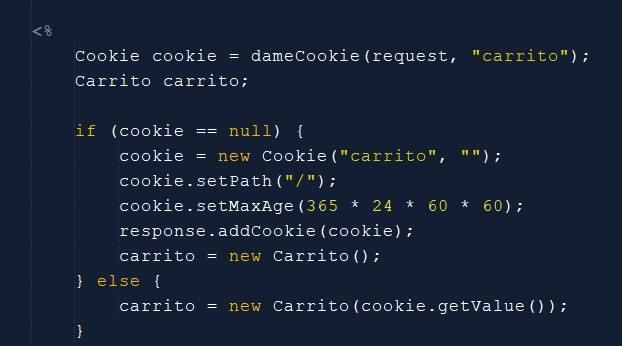 <%
Cookie cookie = dameCookie(request, "carrito");
Carrito carrito;
if (cookie == null) {
cookie = new Cookie("carrito", "");
cookie.setPath("/");
cookie.setMaxAge(365 * 24 * 60 * 60);
response.addCookie(cookie);
carrito = new Carrito();
} else {
carrito = new Carrito(cookie.getValue());
}